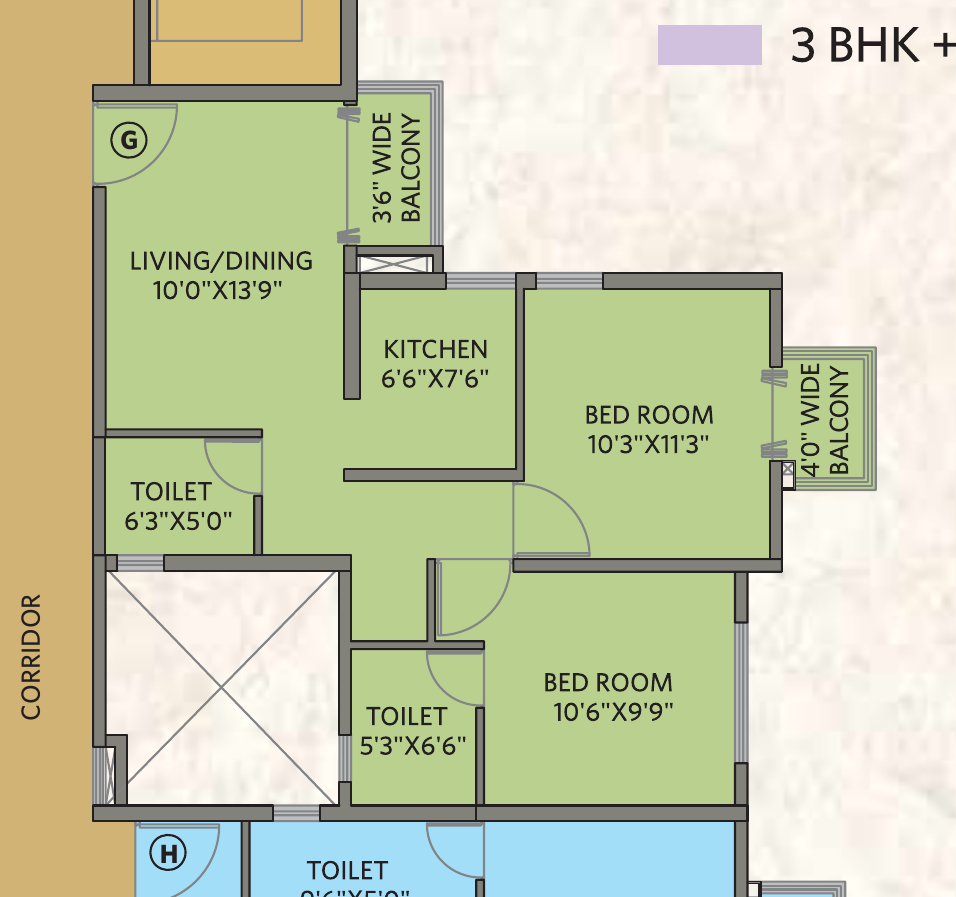 3 BHK +
G
3'6" WIDE
BALCONY
LIVING/DINING
10'0"X13'9"
KITCHEN
6'6"X7'6"
BED ROOM
10'3"X11'3"
4'0" WIDE
BALCONY
TOILET
6'3"X5'0"
CORRIDOR
BED ROOM
10'6"X9'9"
TOILET
5'3"X6'6"
H
TOILET